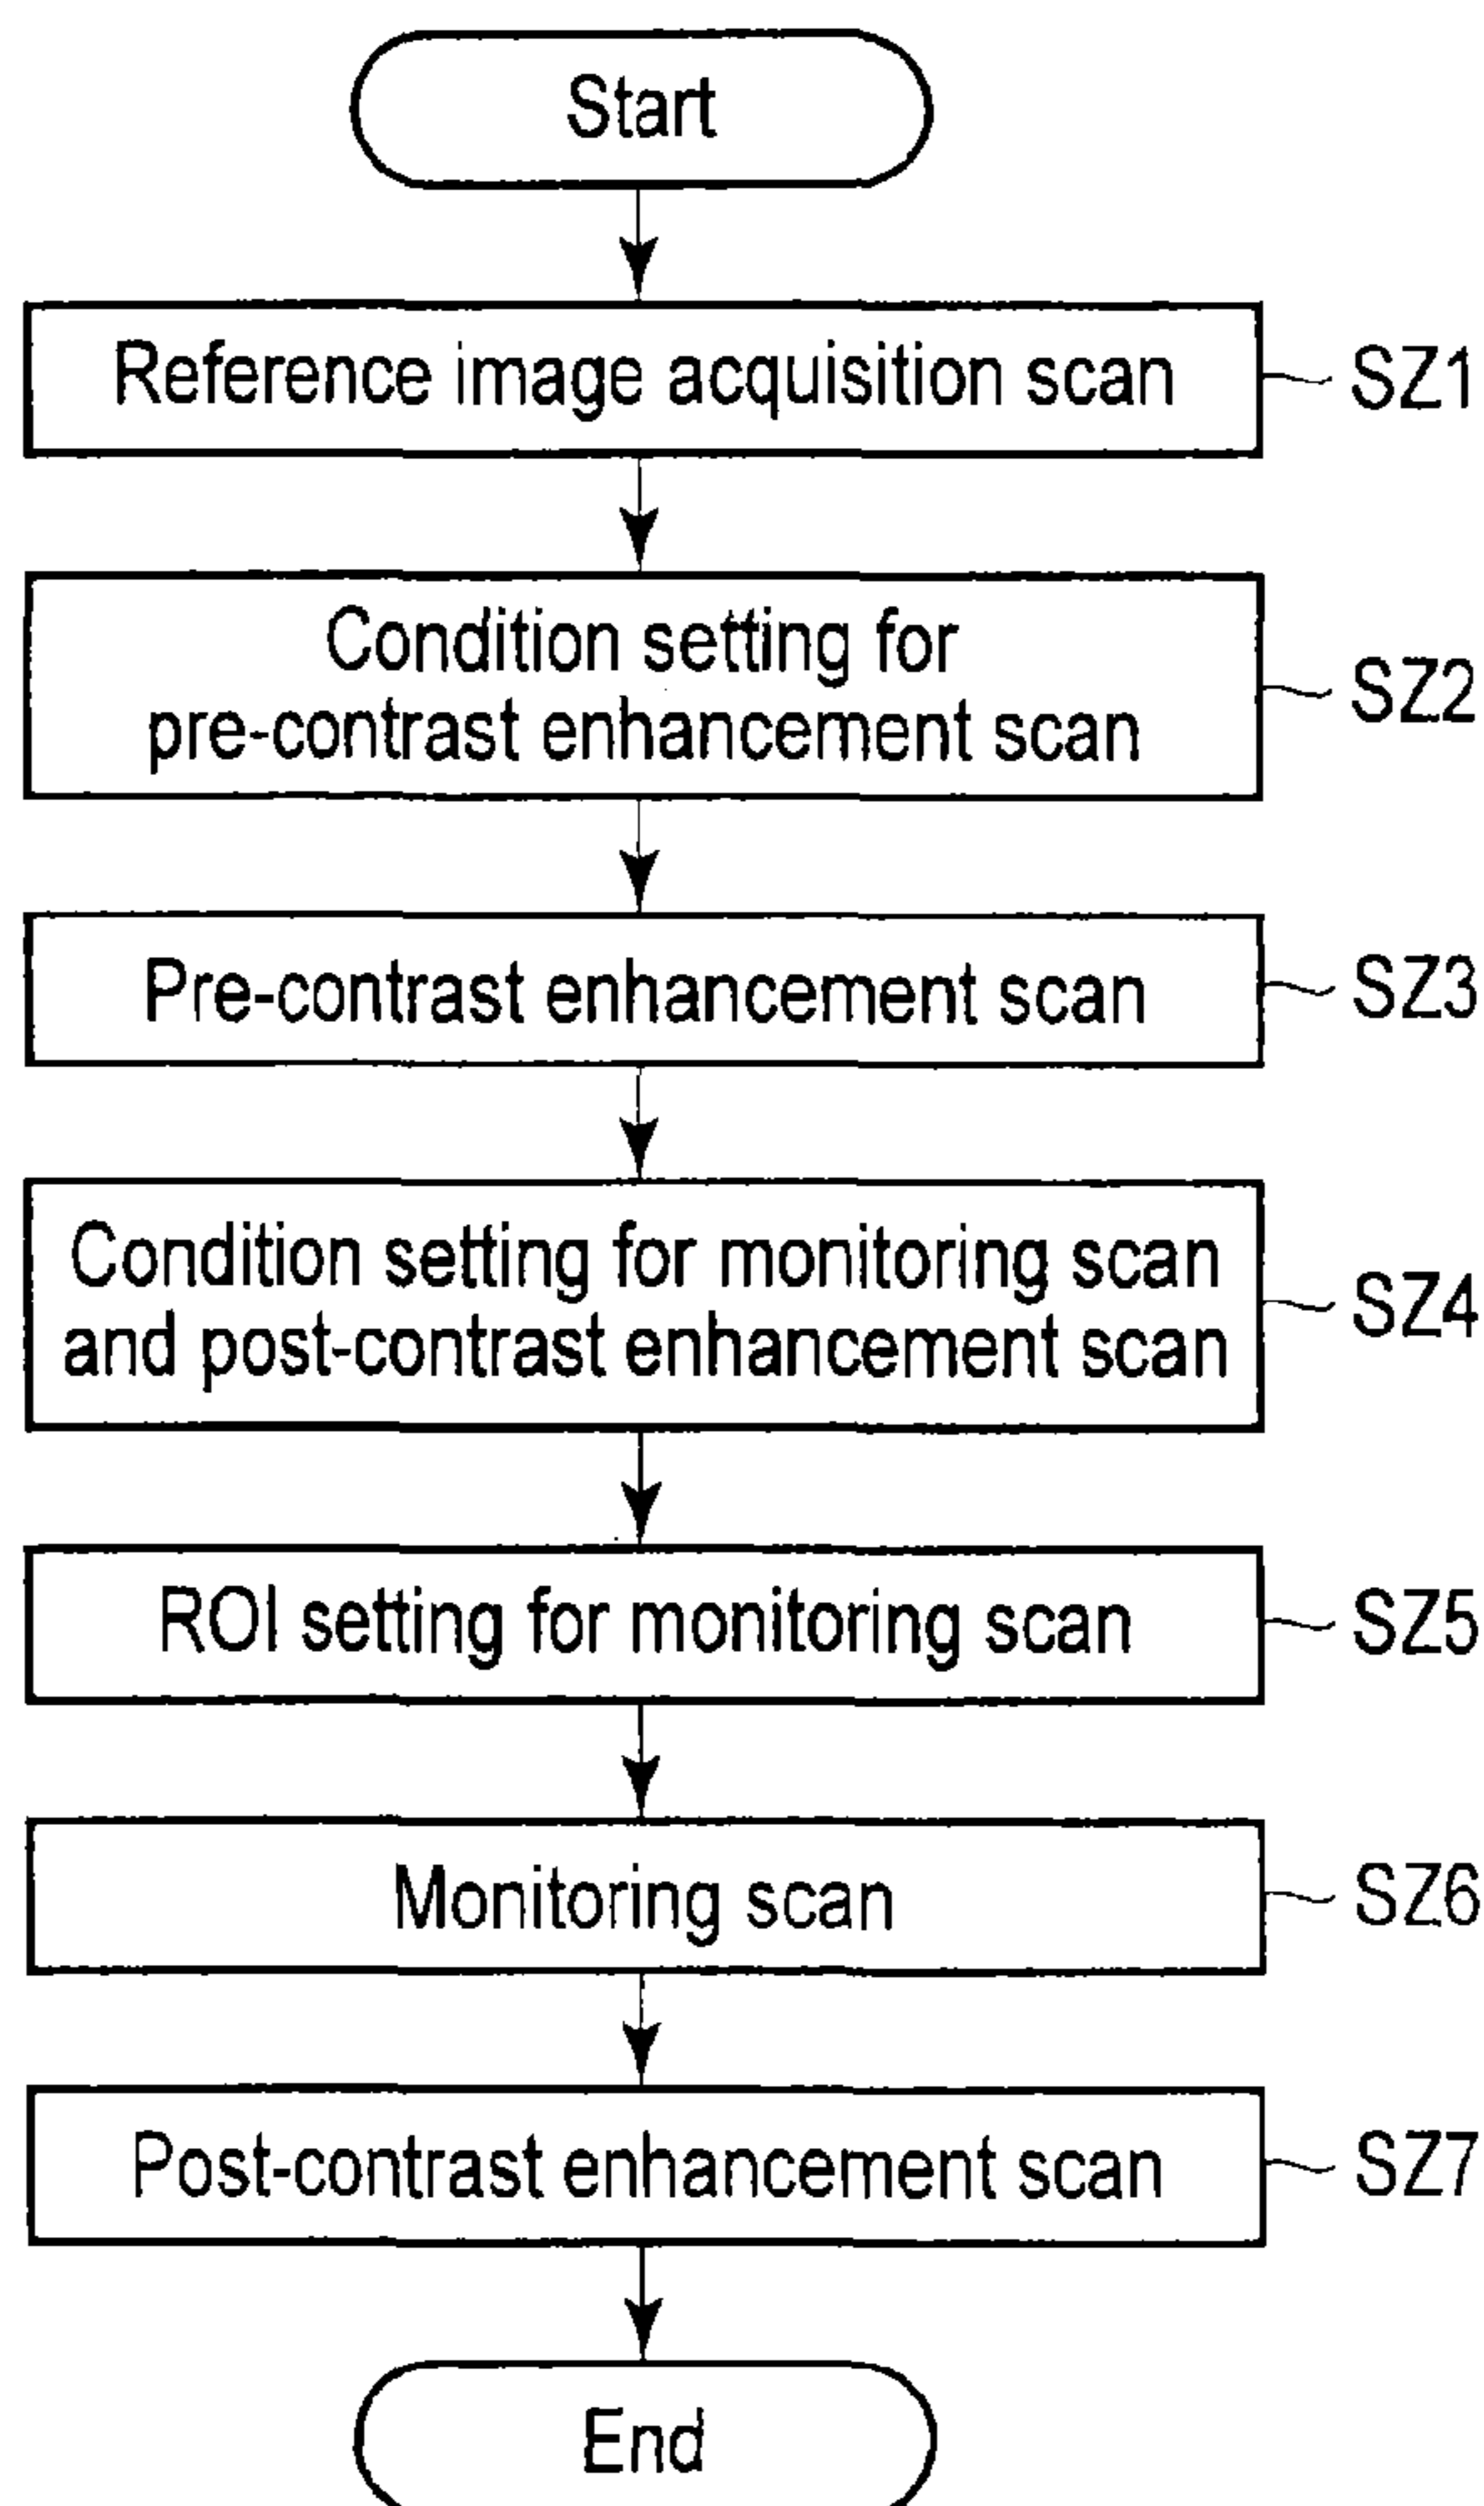 Start
Reference image acquisition scan
SZ1
Condition setting for
pre-contrast enhancement scan
SZ2
Pre-contrast enhancement scan
SZ3
Condition setting for monitoring scan
and post-contrast enhancement scan
SZ4
ROI setting for monitoring scan
SZ5
Monitoring scan
SZ6
Post-contrast enhancement scan
SZ7
End